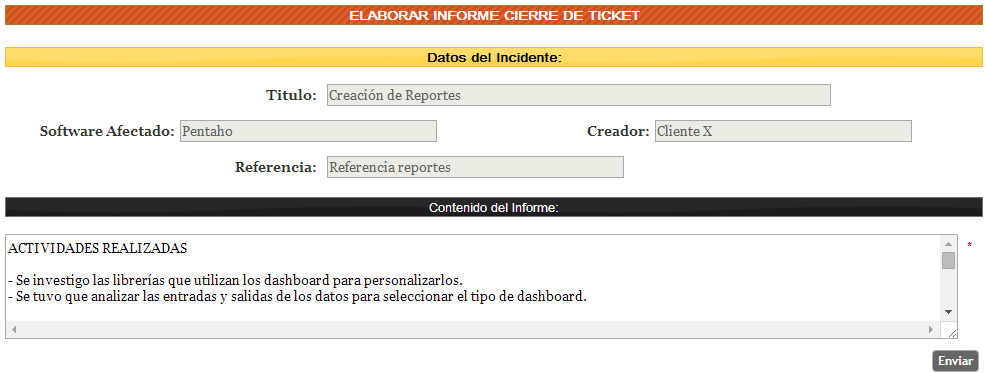 ELABORAR INFORME CIERRE DE TICKET
Datos del Incidente:
Titulo: Creación de Reportes
Software Afectado: Pentaho Creador: Cliente X
Referencia: Referencia reportes
Contenido del Informe:
ACTIVIDADES REALIZADAS *
- Se investigo las librerías que utilizan los dashboard para personalizarlos.
- Se tuvo que analizar las entradas y salidas de los datos para seleccionar el tipo de dashboard.
Enviar